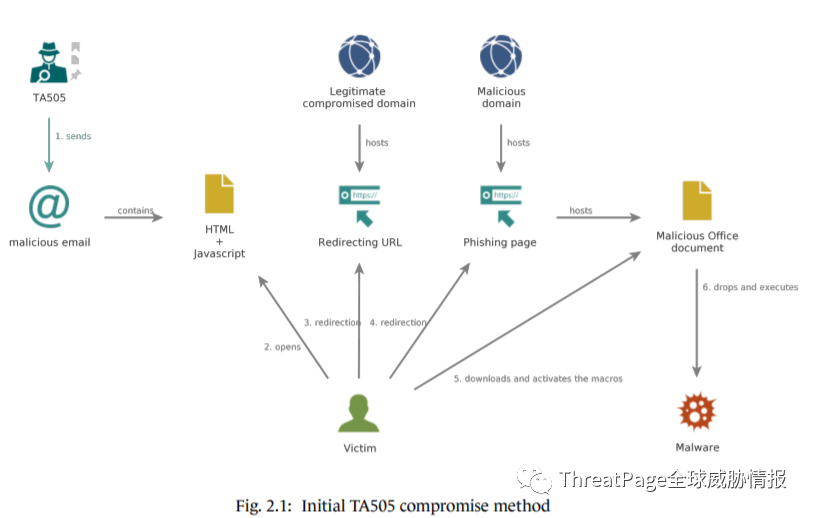 TA505
Legitimate
compromised domain
Malicious
domain
1. sends
hosts
hosts
https://
https://
contains
hosts
malicious email
HTML
+
Javascript
Redirecting URL
Phishing page
Malicious Office
document
6. drops and executes
3. redirection
4. redirection
2. opens
5. downloads and activates the macros
Victim
Malware
ThreatPage全球威胁情报
Fig. 2.1: Initial TA505 compromise method